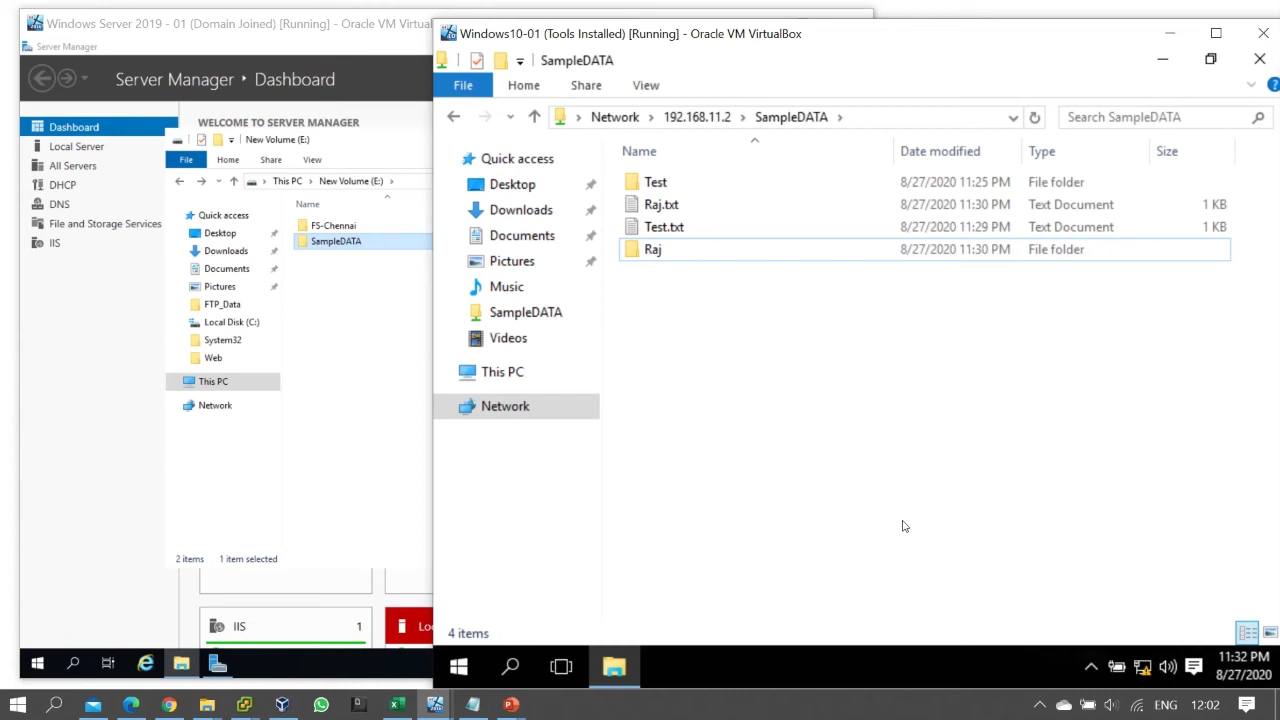 Windows Server 2019 - 01 (Domain Joined) [Running] - Oracle VM Virtual
Server Manager
Server Manager
Dashboard
Dashboard
Local Server
All Servers
DHCP
DNS
File and Storage Services
IIS
WELCOME TO SERVER MANAGER
New Volume (E:)
File Home Share View
This PC New Volume (E:)
Name
Quick access
Desktop
Downloads
Documents
Pictures
FTP_Data
Local Disk (C:)
System32
Web
This PC
Network
FS-Chennai
SampleDATA
2 items 1 item selected
IIS 1
Lo
Windows10-01 (Tools Installed) [Running] - Oracle VM VirtualBox
SampleDATA
File Home Share View
Network 192.168.11.2 SampleDATA
Search SampleDATA
Quick access
Desktop
Downloads
Documents
Pictures
Music
SampleDATA
Videos
This PC
Network
Name Date modified Type Size
Test 8/27/2020 11:25 PM File folder
Raj.txt 8/27/2020 11:30 PM Text Document 1 KB
Test.txt 8/27/2020 11:29 PM Text Document 1 KB
Raj 8/27/2020 11:30 PM File folder
4 items
11:32 PM
8/27/2020
ENG 12:02